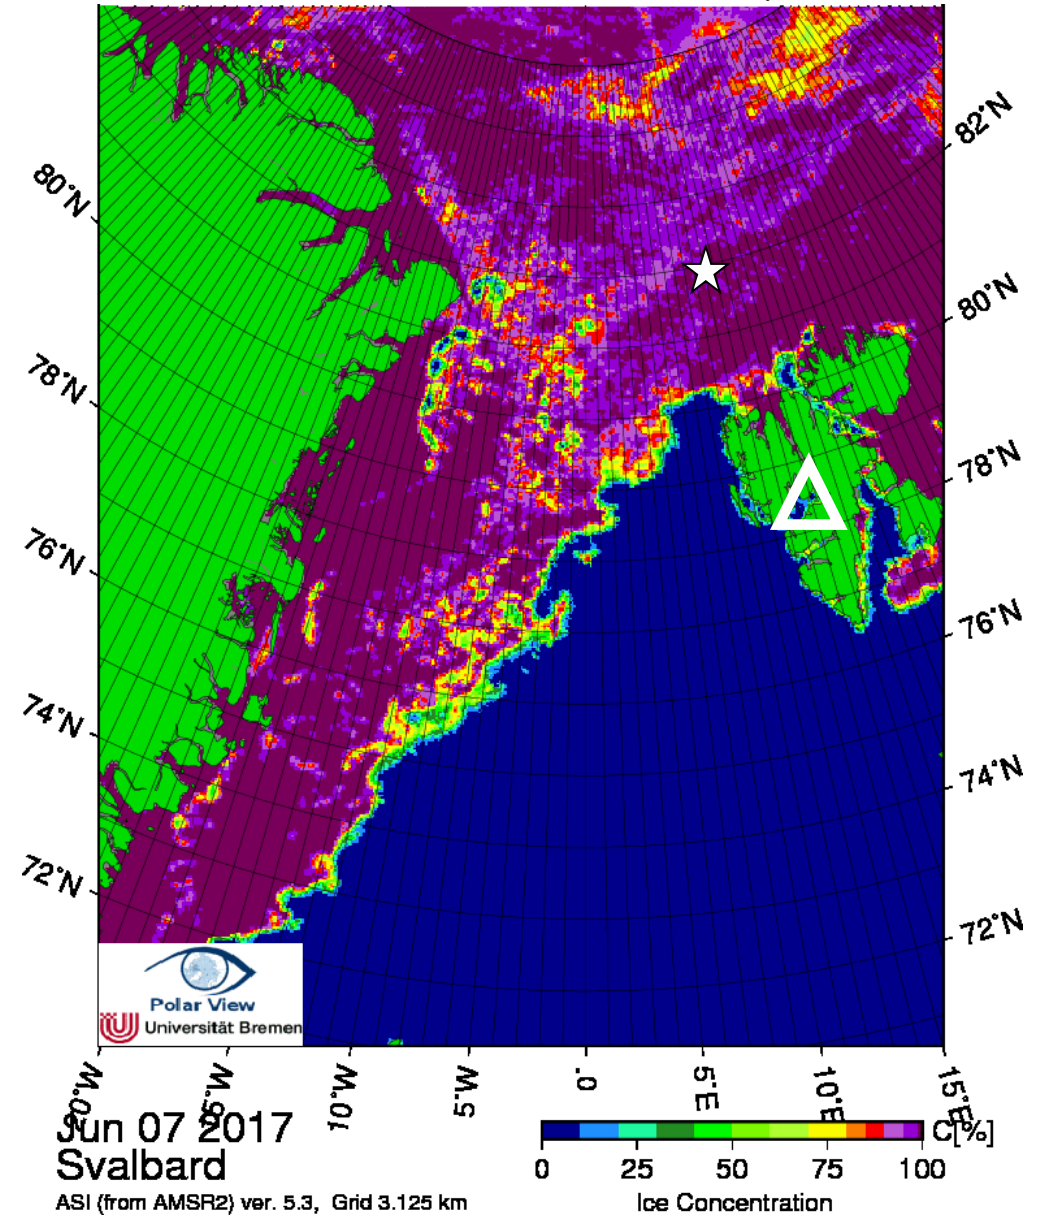 82°N
80°N
80°N
78°N
78°N
76°N
76°N
74°N
74°N
72°N
72°N
Polar View
Universität Bremen
20°W
15°W
10°W
5°W
0°
5°E
10°E
15°E
Jun 07 2017
Svalbard
ASI (from AMSR2) ver. 5.3, Grid 3.125 km
C[%]
0 25 50 75 100
Ice Concentration